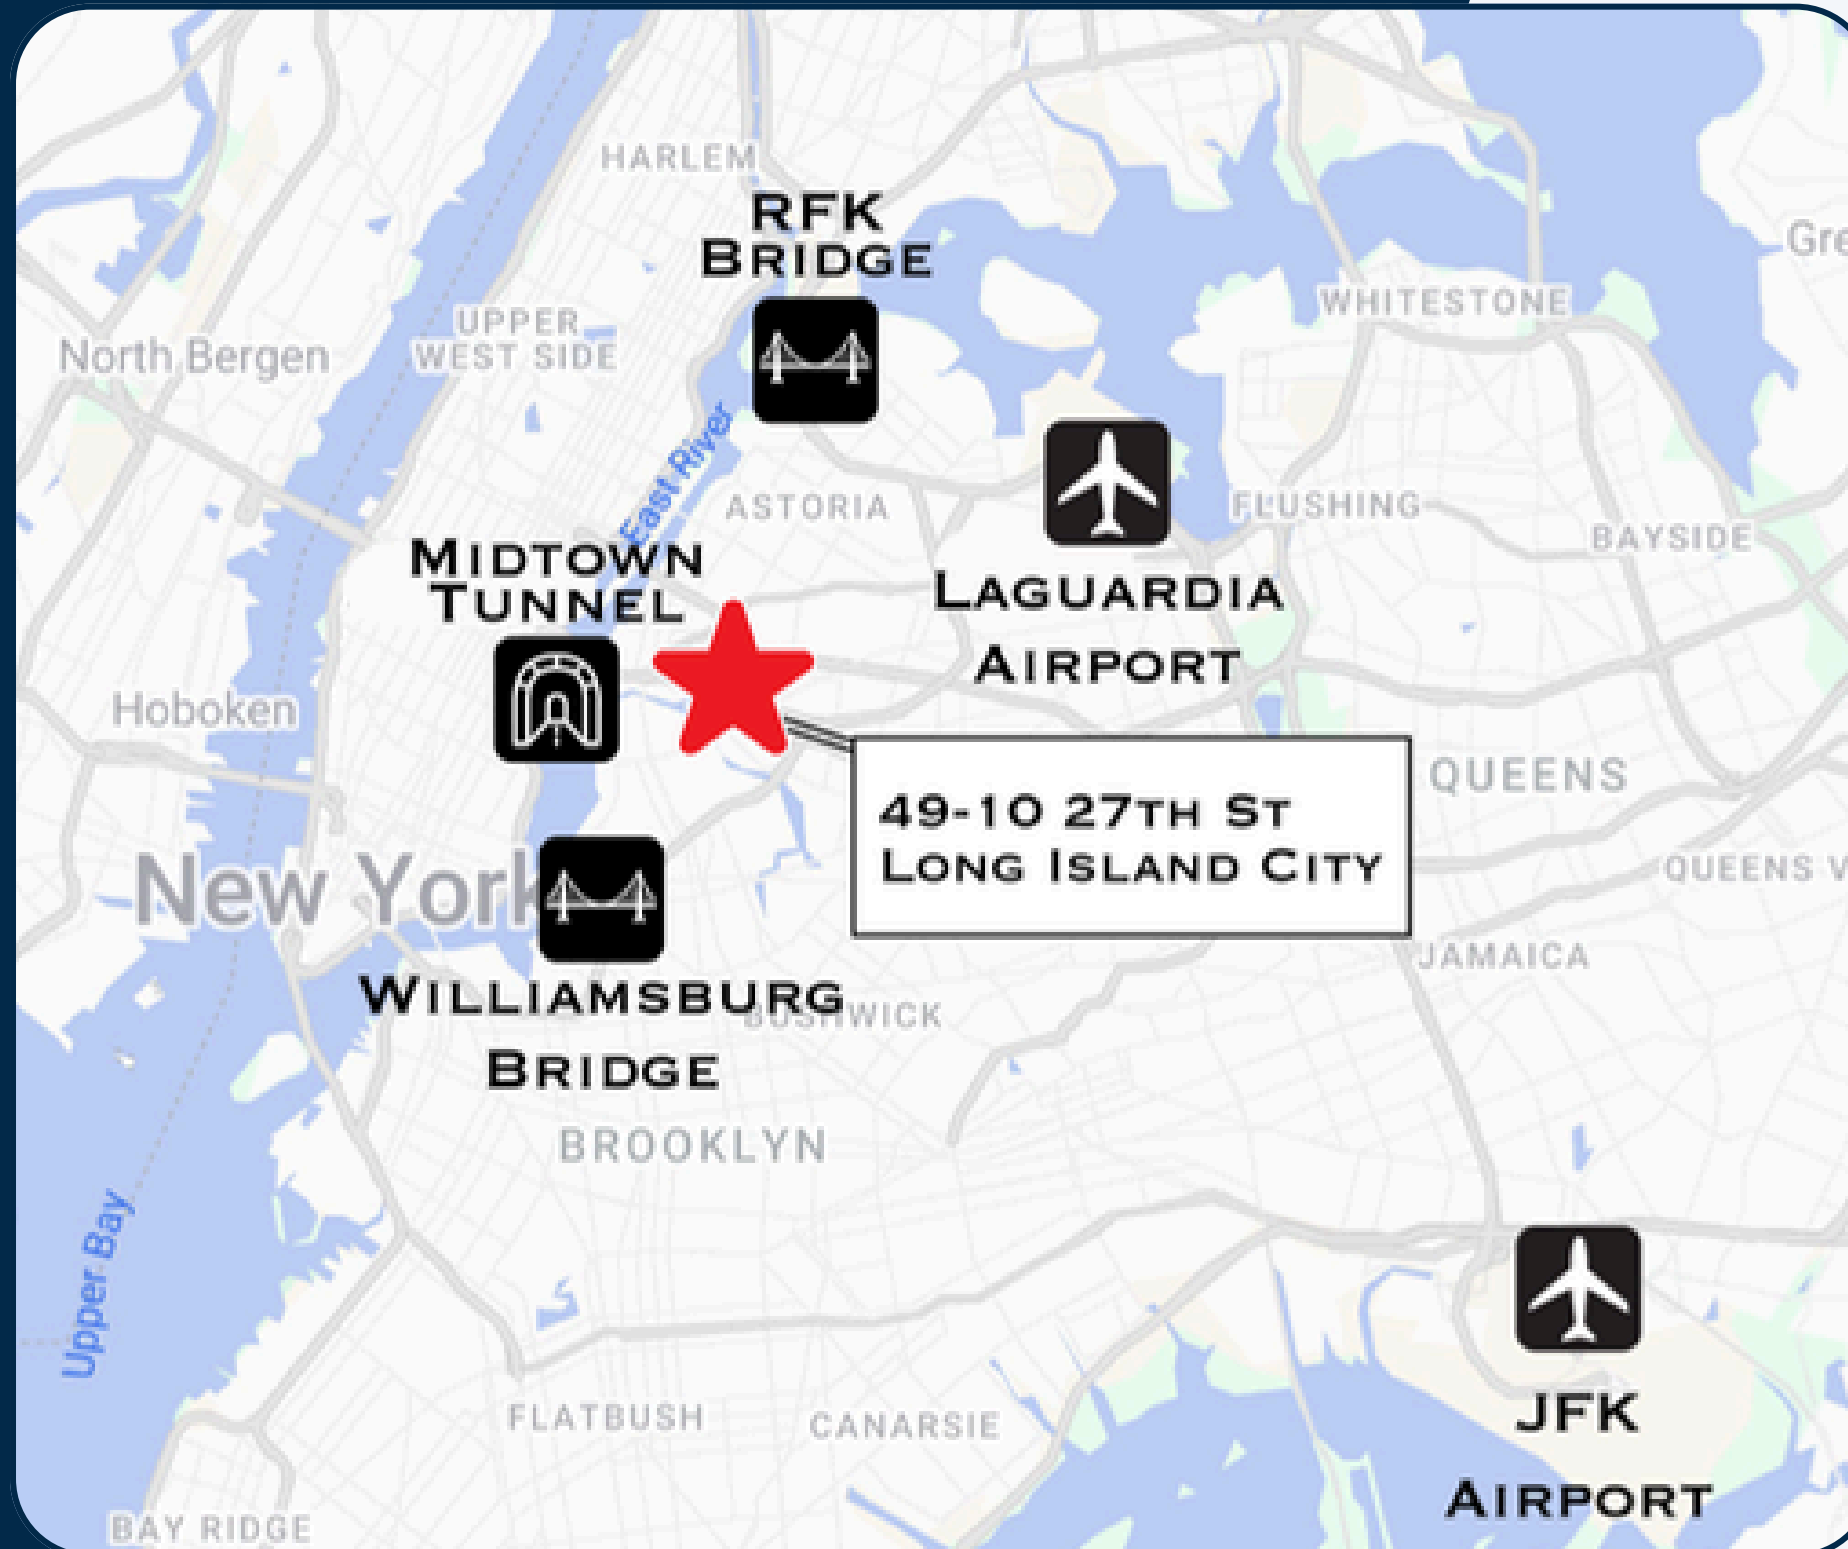 HARLEM
RFK
BRIDGE
WHITESTONE
UPPER
WEST SIDE
North Bergen
East River
ASTORIA
FLUSHING
BAYSIDE
MIDTOWN
TUNNEL
LAGUARDIA
AIRPORT
Hoboken
QUEENS
49-10 27TH ST
LONG ISLAND CITY
New York
QUEENS V
JAMAICA
WILLIAMSBURG
BUSHWICK
BRIDGE
BROOKLYN
Upper Bay
JFK
AIRPORT
FLATBUSH
CANARSIE
BAY RIDGE